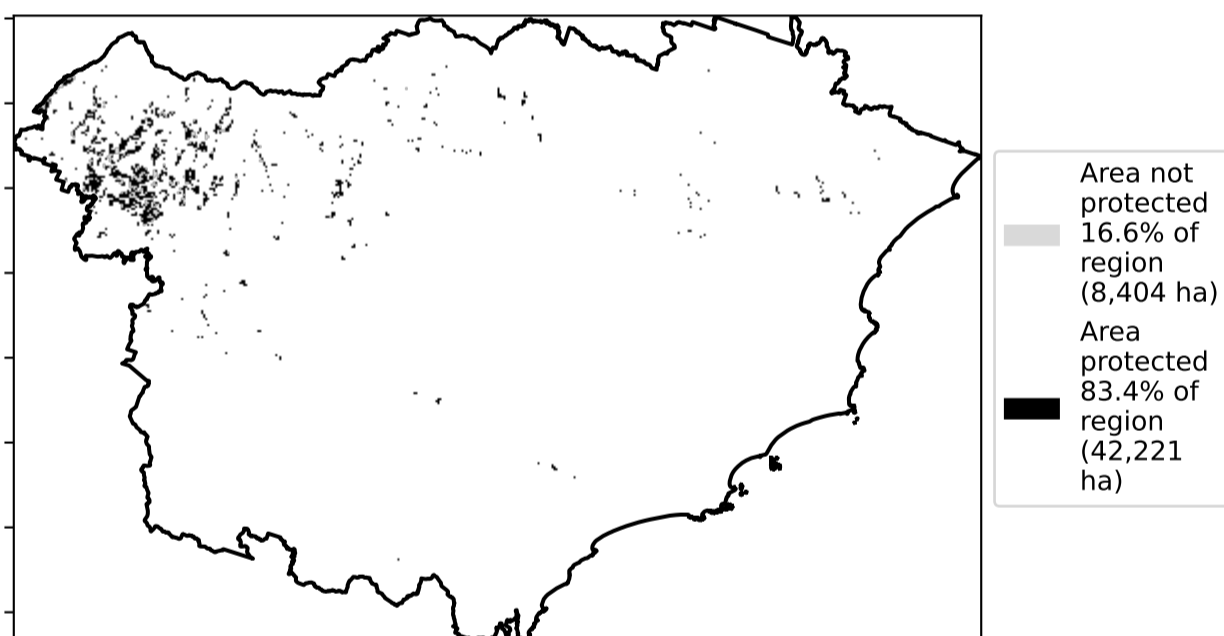 Area not
protected
16.6% of
region
(8,404 ha)
Area
protected
83.4% of
region
(42,221
ha)